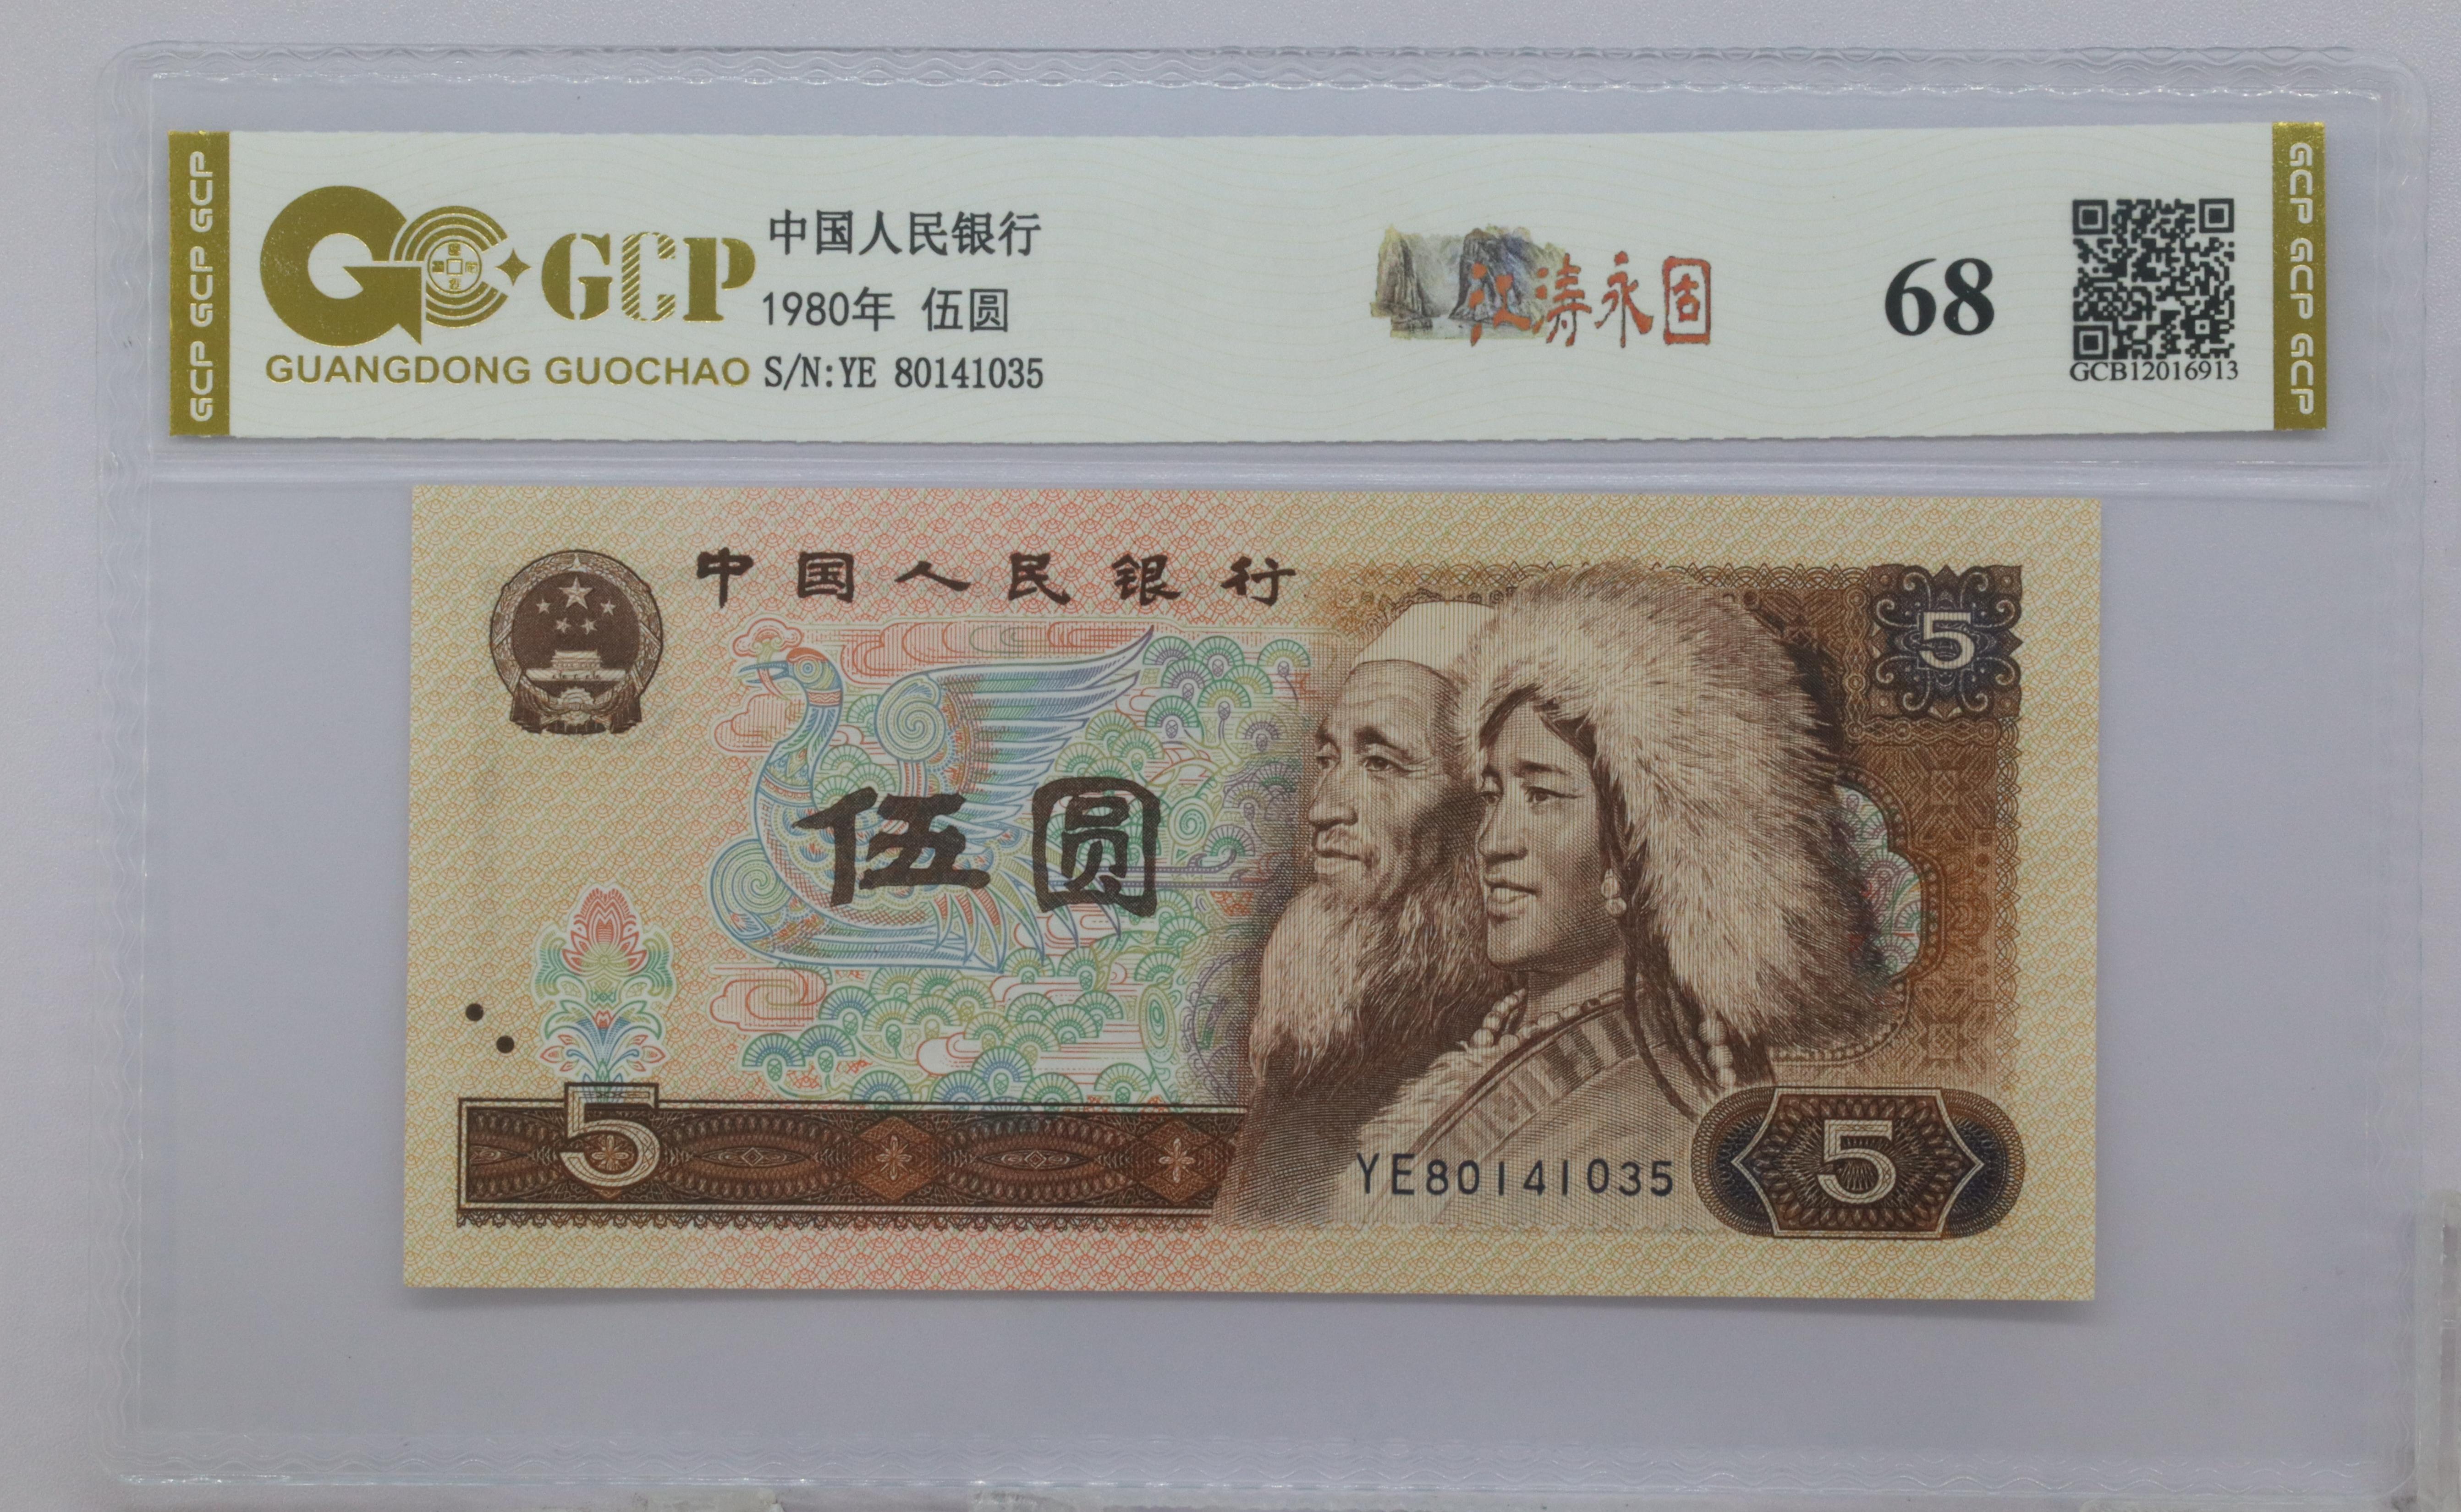 GCP GCP GCP
GCP
GUANGDONG GUOCHAO
中国人民银行
1980年 伍圆
S/N:YE 80141035
江涛永固
68
GCB12016913
GCP GCP GCP
中国人民银行
5
伍圆
5
YE80141035
5